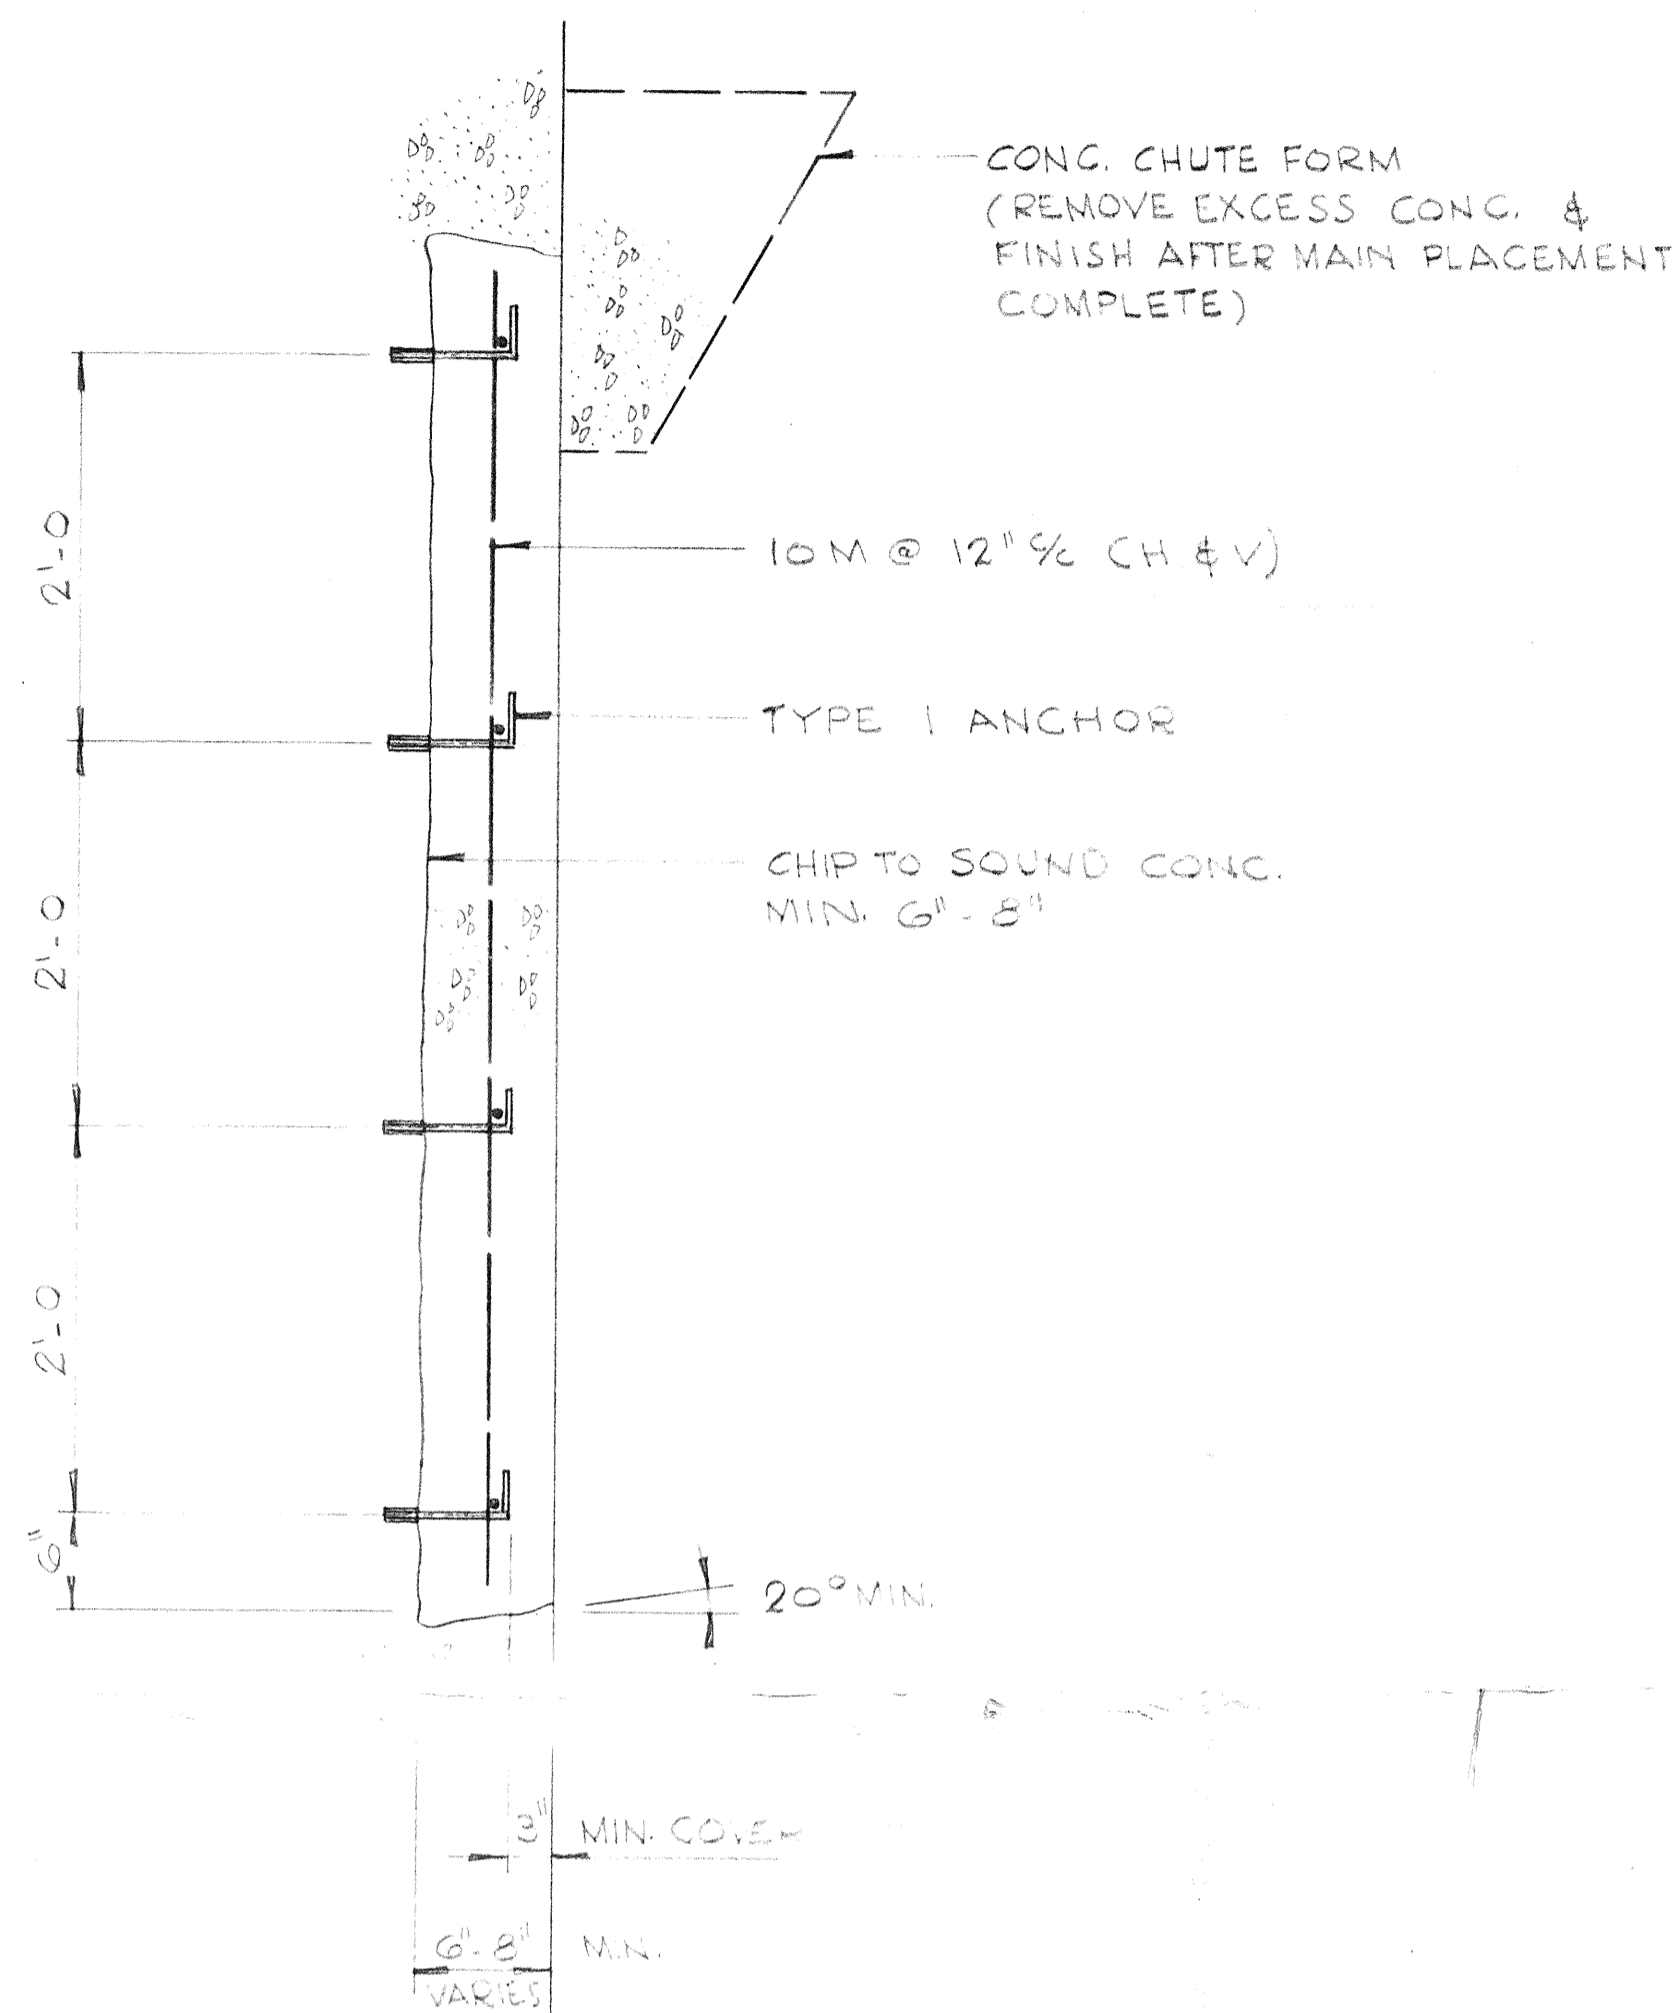 CONC. CHUTE FORM
(REMOVE EXCESS CONC. &
FINISH AFTER MAIN PLACEMENT
COMPLETE)
2'-0
10M @ 12" c/c (H & V)
TYPE 1 ANCHOR
CHIP TO SOUND CONC.
MIN. 6"-8"
2'-0
2'-0
6"
20° MIN.
3" MIN. COVER
6"-8" MIN.
VARIES